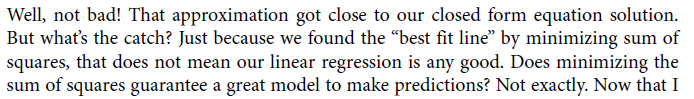 Well, not bad! That approximation got close to our closed form equation solution.
But what’s the catch? Just because we found the “best fit line” by minimizing sum of
squares, that does not mean our linear regression is any good. Does minimizing the
sum of squares guarantee a great model to make predictions? Not exactly. Now that I